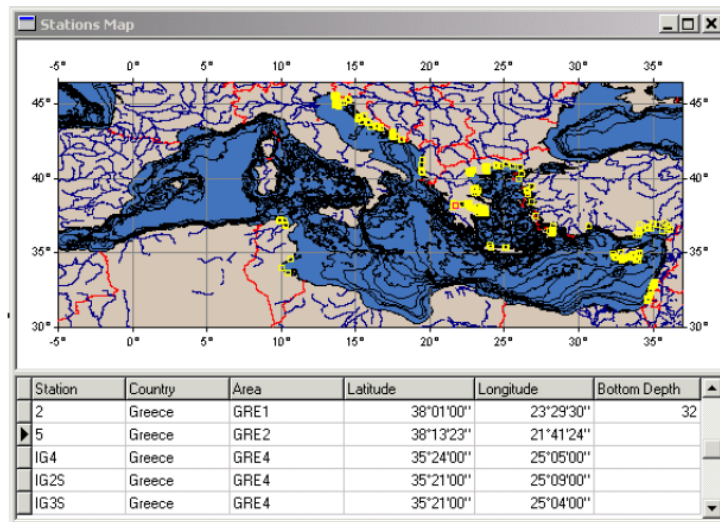 Stations Map
-5° 0° 5° 10° 15° 20° 25° 30° 35°
45° 45°
40° 40°
35° 35°
30° 30°
-5° 0° 5° 10° 15° 20° 25° 30° 35°
Station Country Area Latitude Longitude Bottom Depth
2 Greece GRE1 38°01'00" 23°29'30" 32
5 Greece GRE2 38°13'23" 21°41'24"
IG4 Greece GRE4 35°24'00" 25°05'00"
IG2S Greece GRE4 35°21'00" 25°09'00"
IG3S Greece GRE4 35°21'00" 25°04'00"